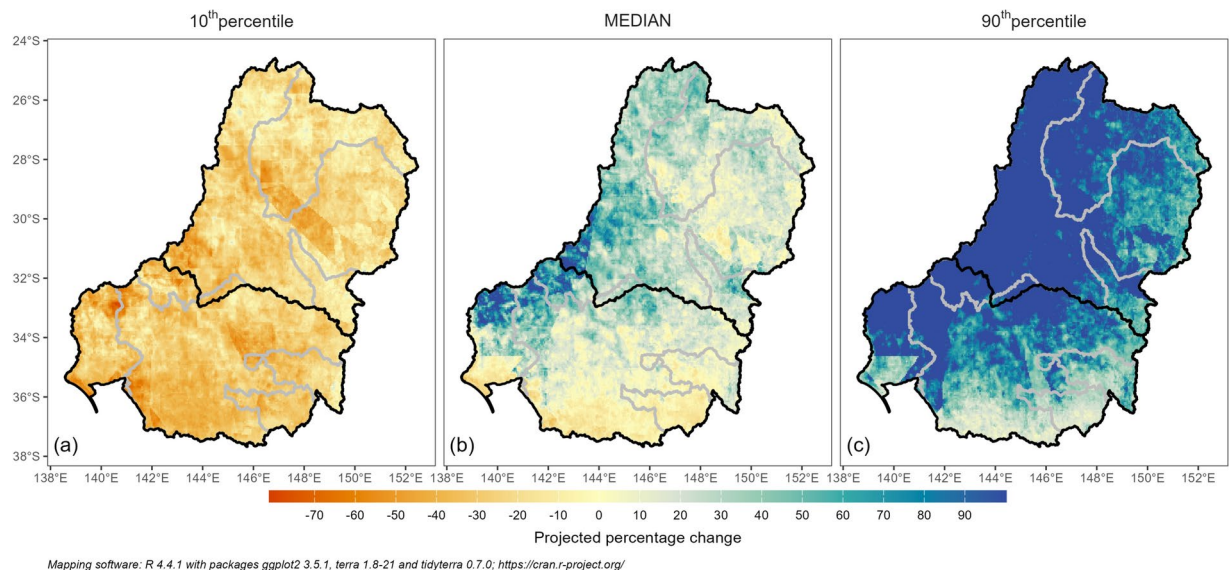 10thpercentile MEDIAN 90thpercentile
24°S
26°S
28°S
30°S
32°S
34°S
36°S
38°S
(a) (b) (c)
138°E 140°E 142°E 144°E 146°E 148°E 150°E 152°E 138°E 140°E 142°E 144°E 146°E 148°E 150°E 152°E 138°E 140°E 142°E 144°E 146°E 148°E 150°E 152°E
-70 -60 -50 -40 -30 -20 -10 0 10 20 30 40 50 60 70 80 90
Projected percentage change
Mapping software: R 4.4.1 with packages ggplot2 3.5.1, terra 1.8-21 and tidyterra 0.7.0; https://cran.r-project.org/